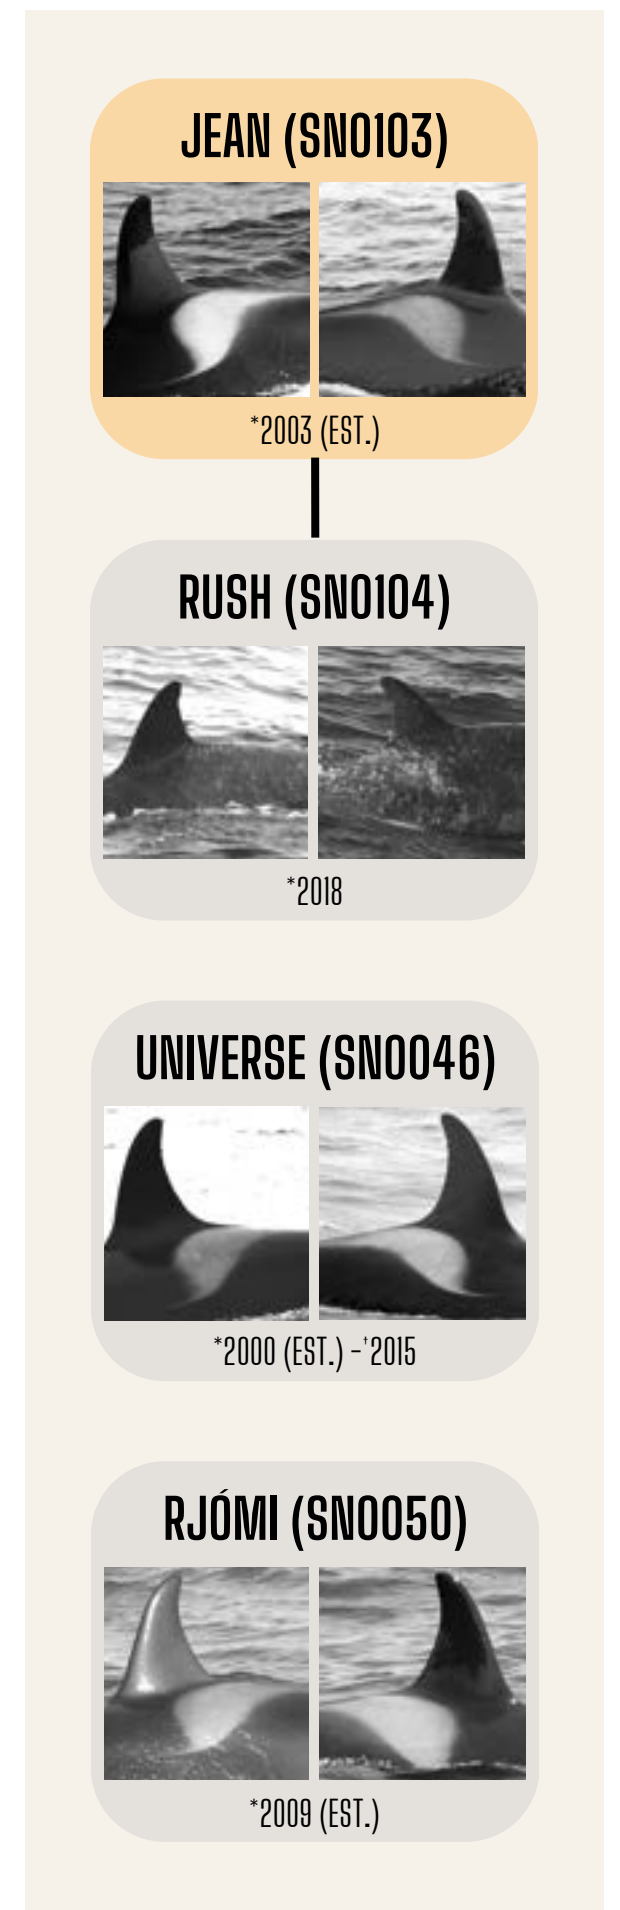 JEAN (SN0103)
*2003 (EST.)
RUSH (SN0104)
*2018
UNIVERSE (SN0046)
*2000 (EST.) -†2015
RJÓMI (SN0050)
*2009 (EST.)